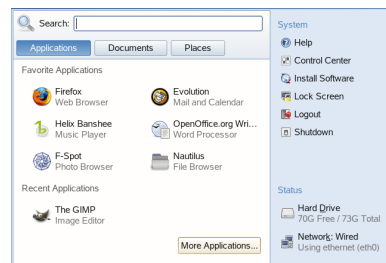 Search:
Applications
Documents
Places
Favorite Applications
Firefox
Web Browser
Evolution
Mail and Calendar
Helix Banshee
Music Player
OpenOffice.org Wri...
Word Processor
F-Spot
Photo Browser
Nautilus
File Browser
Recent Applications
The GIMP
Image Editor
More Applications...
System
Help
Control Center
Install Software
Lock Screen
Logout
Shutdown
Status
Hard Drive
70G Free / 73G Total
Network: Wired
Using ethernet (eth0)